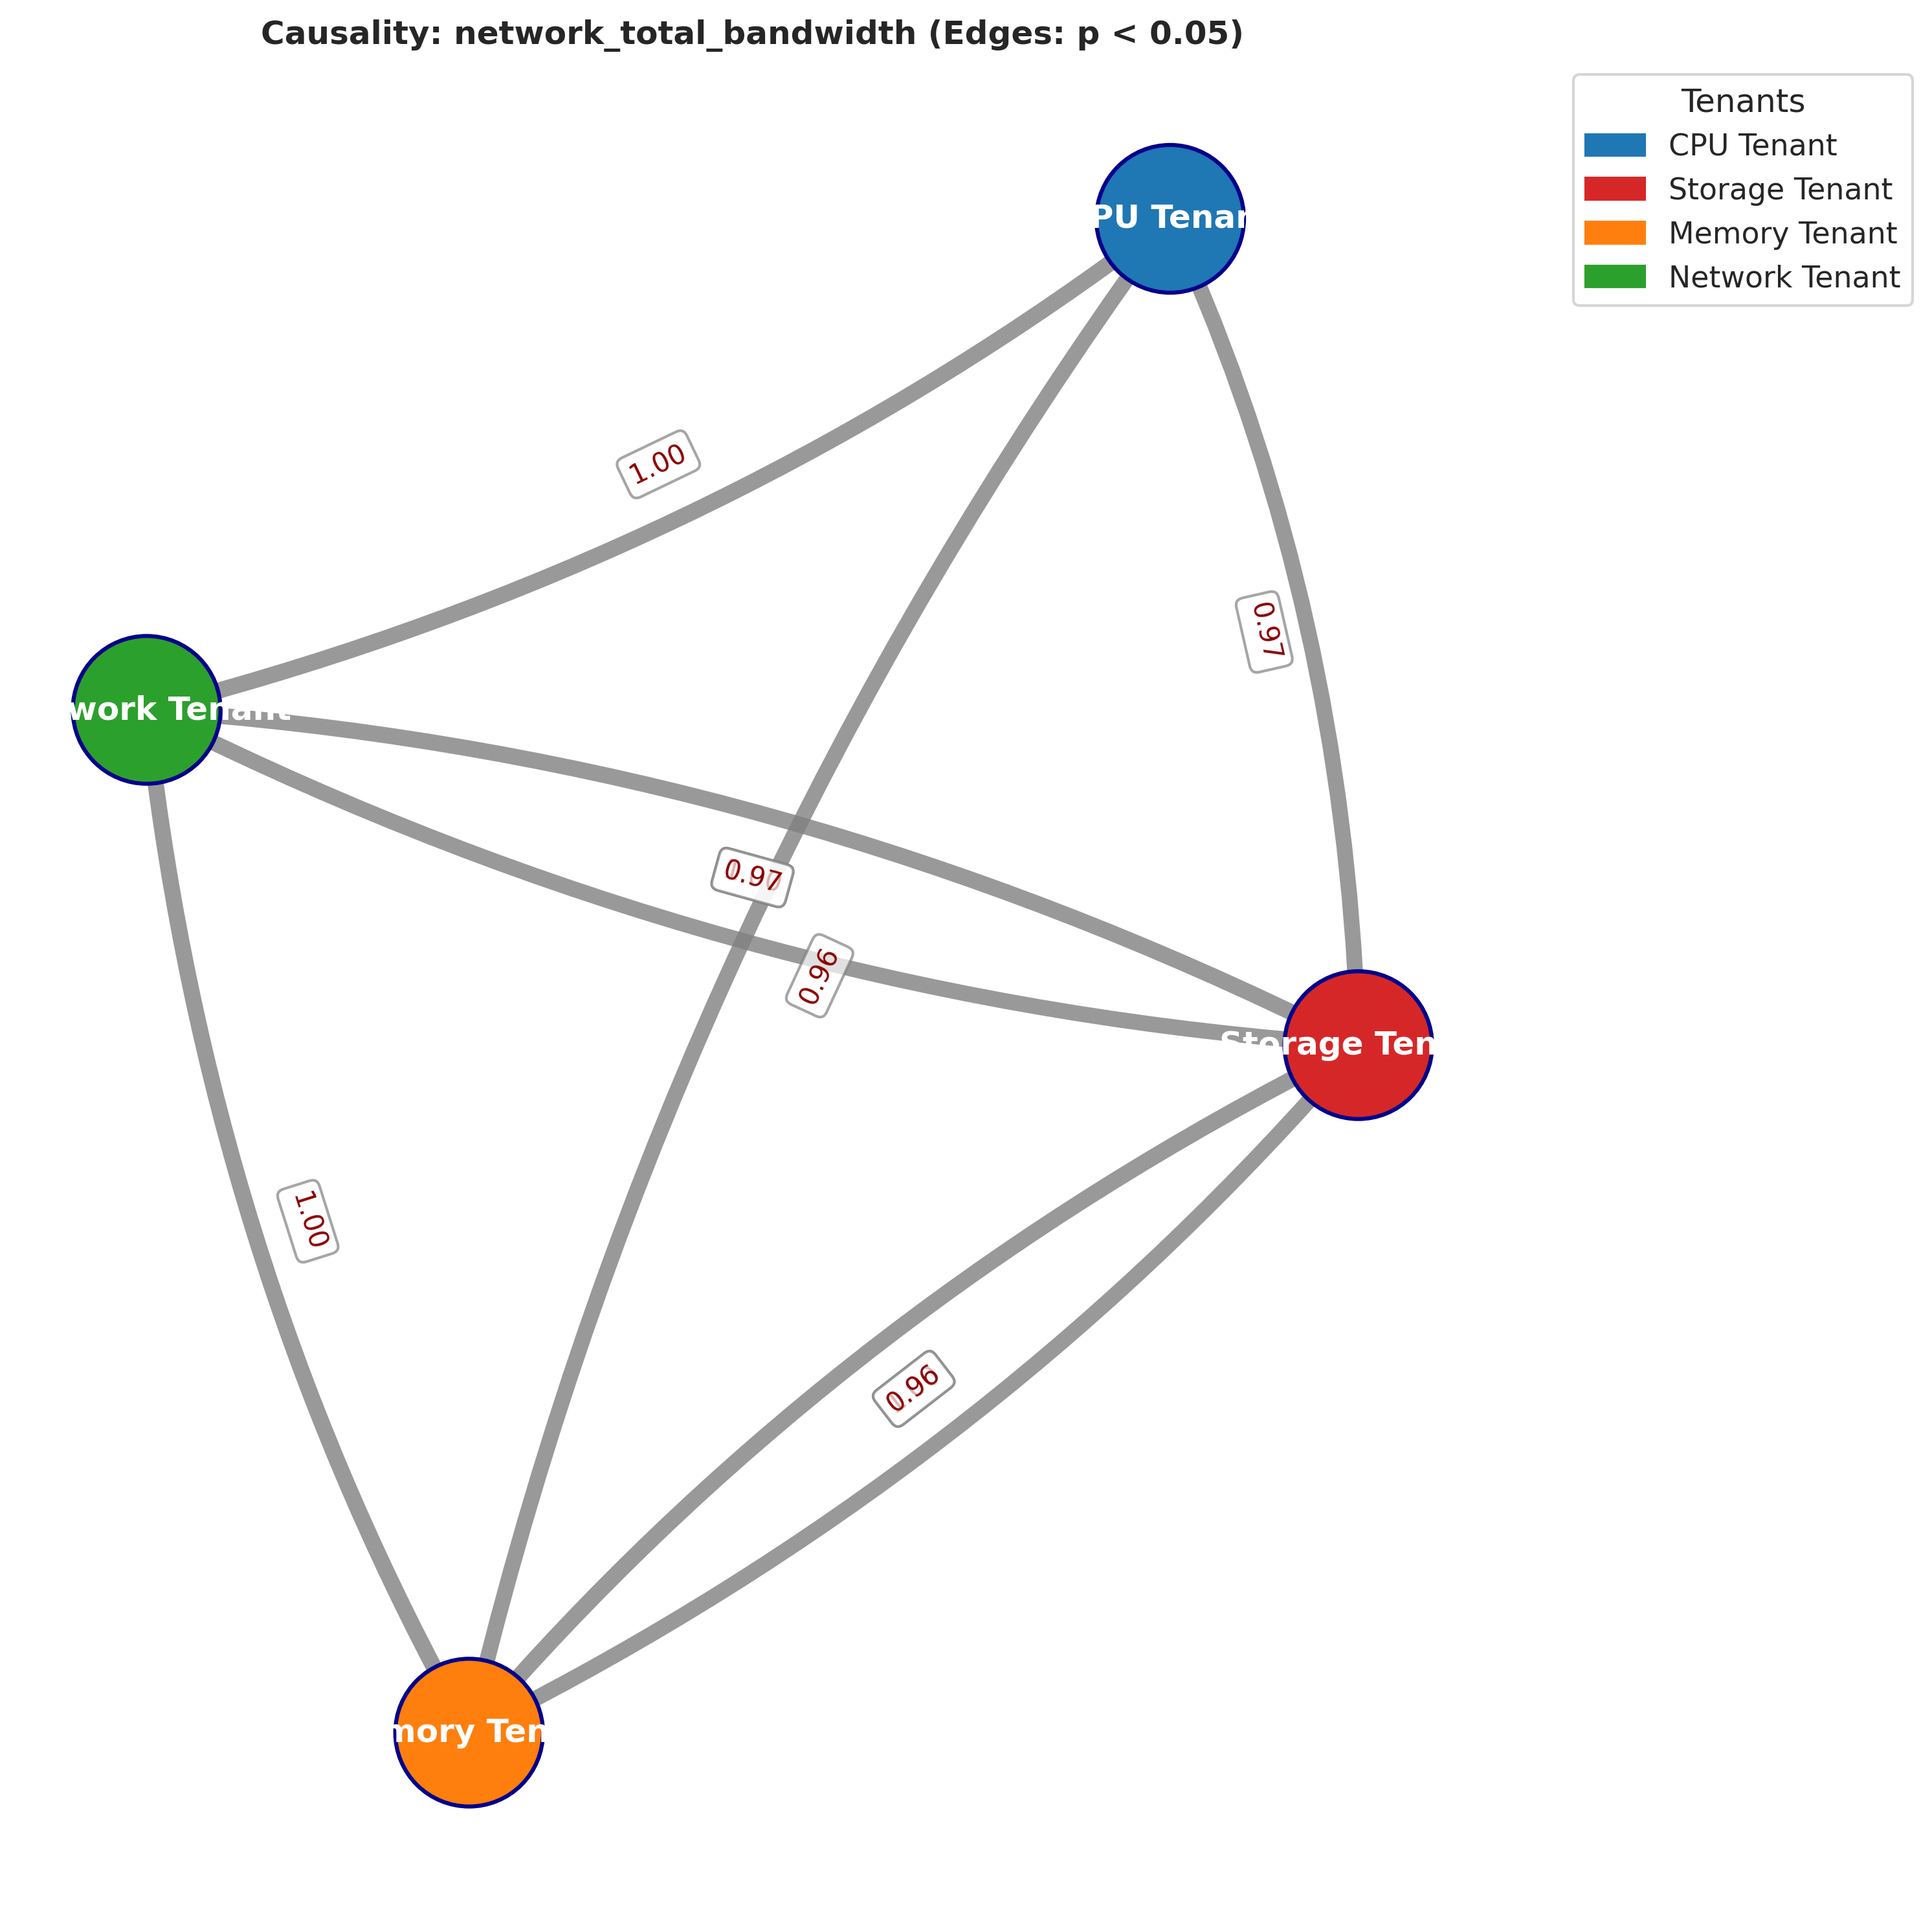 Causality: network_total_bandwidth (Edges: p < 0.05)
Tenants
CPU Tenant
Storage Tenant
Memory Tenant
Network Tenant
PU Tenan
1.00
0.97
work Tenant
0.97
0.96
Storage Ten
1.00
0.96
mory Ten